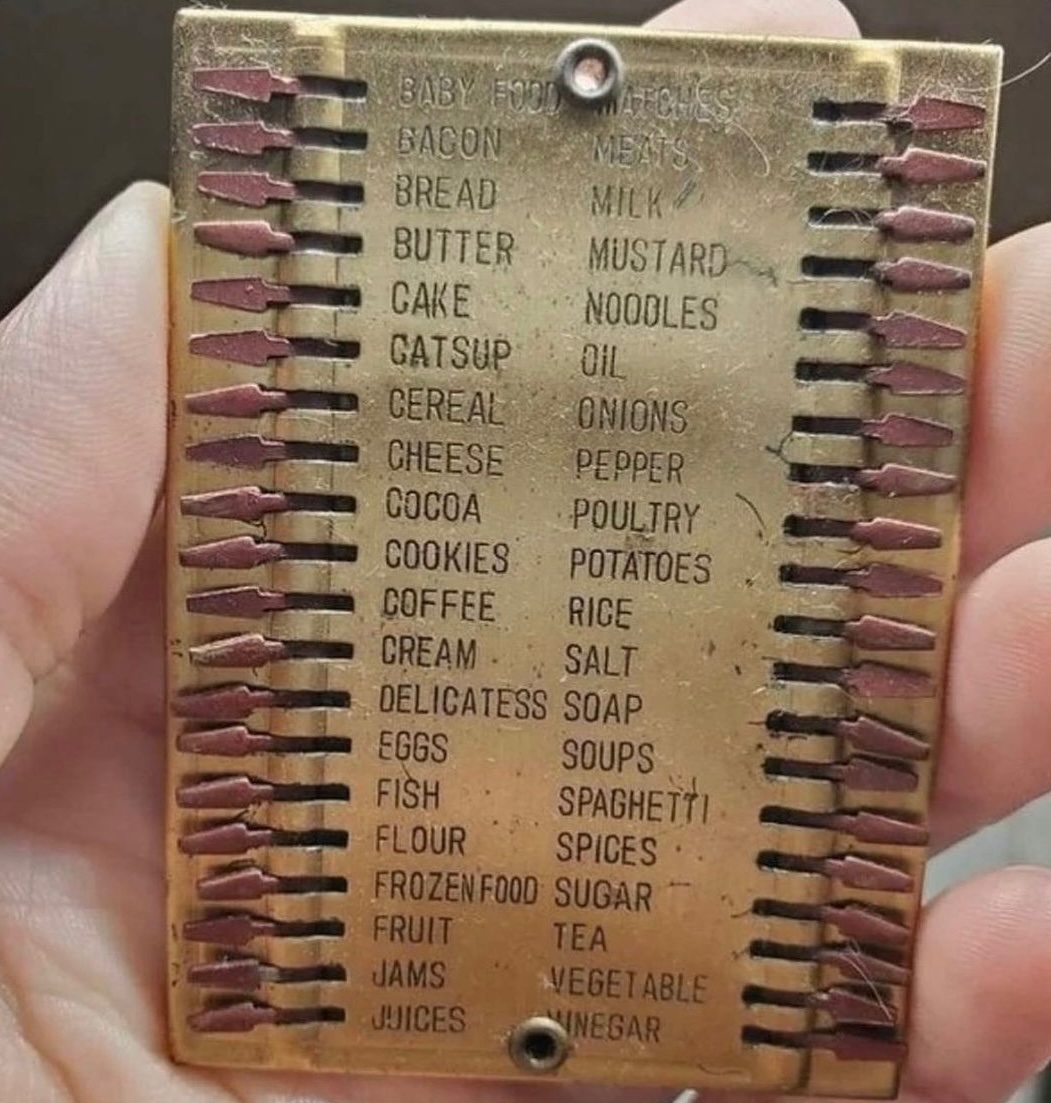 BABY FOOD MATCHES
BACON MEATS
BREAD MILK
BUTTER MUSTARD
CAKE NOODLES
CATSUP OIL
CEREAL ONIONS
CHEESE PEPPER
COCOA POULTRY
COOKIES POTATOES
COFFEE RICE
CREAM SALT
DELICATESS SOAP
EGGS SOUPS
FISH SPAGHETTI
FLOUR SPICES
FROZEN FOOD SUGAR
FRUIT TEA
JAMS VEGETABLE
JUICES VINEGAR